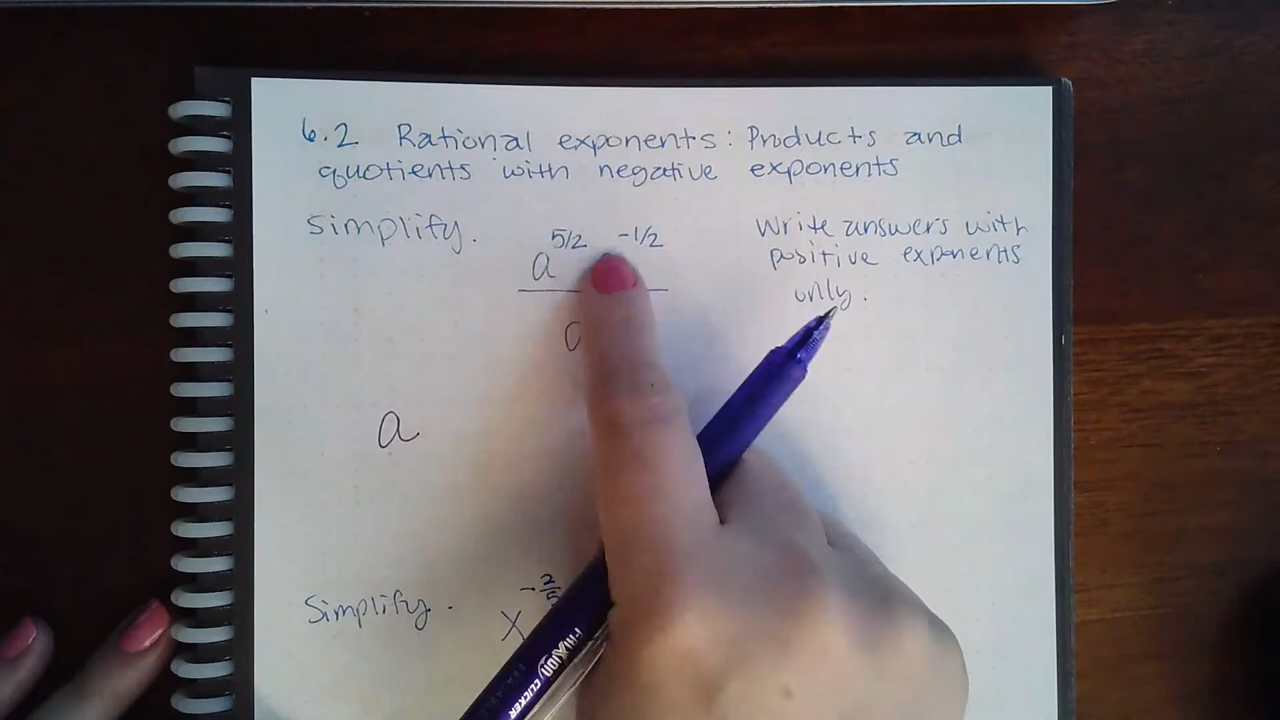 6.2 Rational exponents: Products and
quotients with negative exponents
Simplify.
a^5/2 ^-1/2
a
Write answers with
positive exponents
only.
a
Simplify.
x^-2/5
FRIXION CLICKER